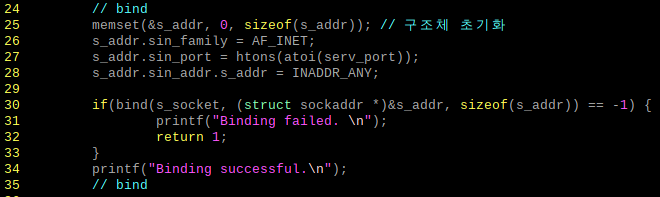 24 // bind
25 memset(&s_addr, 0, sizeof(s_addr)); // 구조체 초기화
26 s_addr.sin_family = AF_INET;
27 s_addr.sin_port = htons(atoi(serv_port));
28 s_addr.sin_addr.s_addr = INADDR_ANY;
29
30 if(bind(s_socket, (struct sockaddr *)&s_addr, sizeof(s_addr)) == -1) {
31 printf("Binding failed. \n");
32 return 1;
33 }
34 printf("Binding successful.\n");
35 // bind